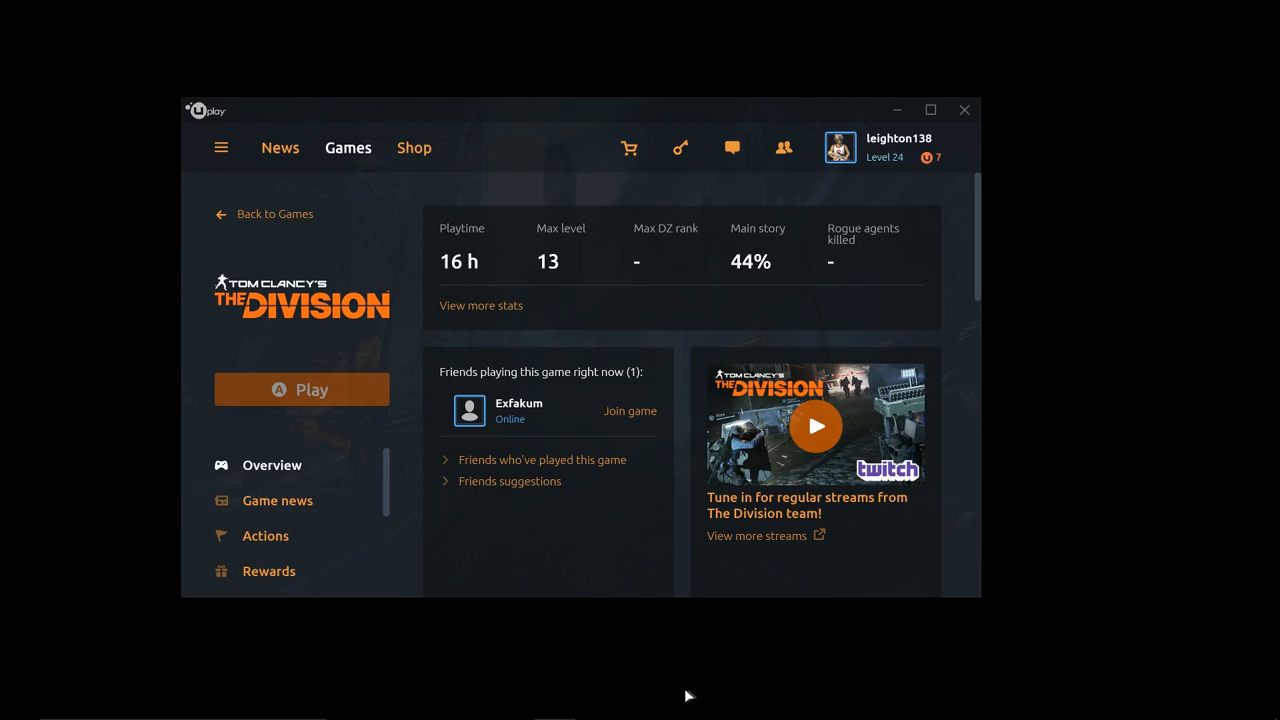 uplay
News
Games
Shop
leighton138
Level 24
7
Back to Games
TOM CLANCY'S
THE DIVISION
A Play
Overview
Game news
Actions
Rewards
Playtime
Max level
Max DZ rank
Main story
Rogue agents
killed
16 h
13
-
44%
-
View more stats
Friends playing this game right now (1):
Exfakum
Online
Join game
Friends who've played this game
Friends suggestions
TOM CLANCY'S
THE DIVISION
twitch
Tune in for regular streams from
The Division team!
View more streams